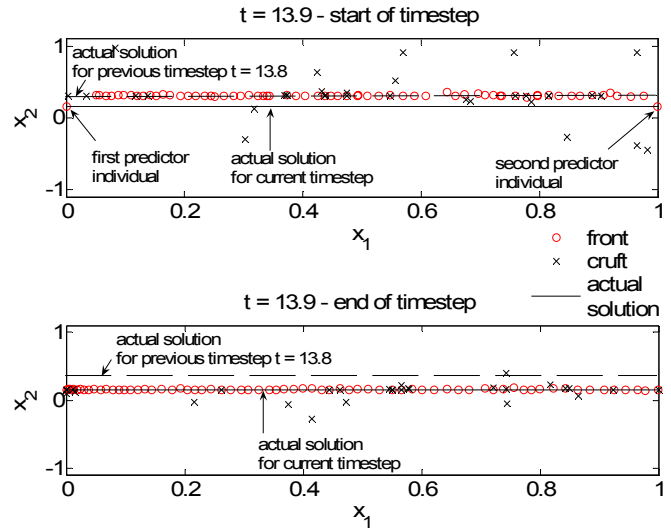 t = 13.9 - start of timestep
1
0
-1
x2
actual solution
for previous timestep t = 13.8
first predictor
individual
actual solution
for current timestep
second predictor
individual
0
0.2
0.4
0.6
0.8
1
x1
front
cruft
actual
solution
t = 13.9 - end of timestep
1
0
-1
x2
actual solution
for previous timestep t = 13.8
actual solution
for current timestep
0
0.2
0.4
0.6
0.8
1
x1